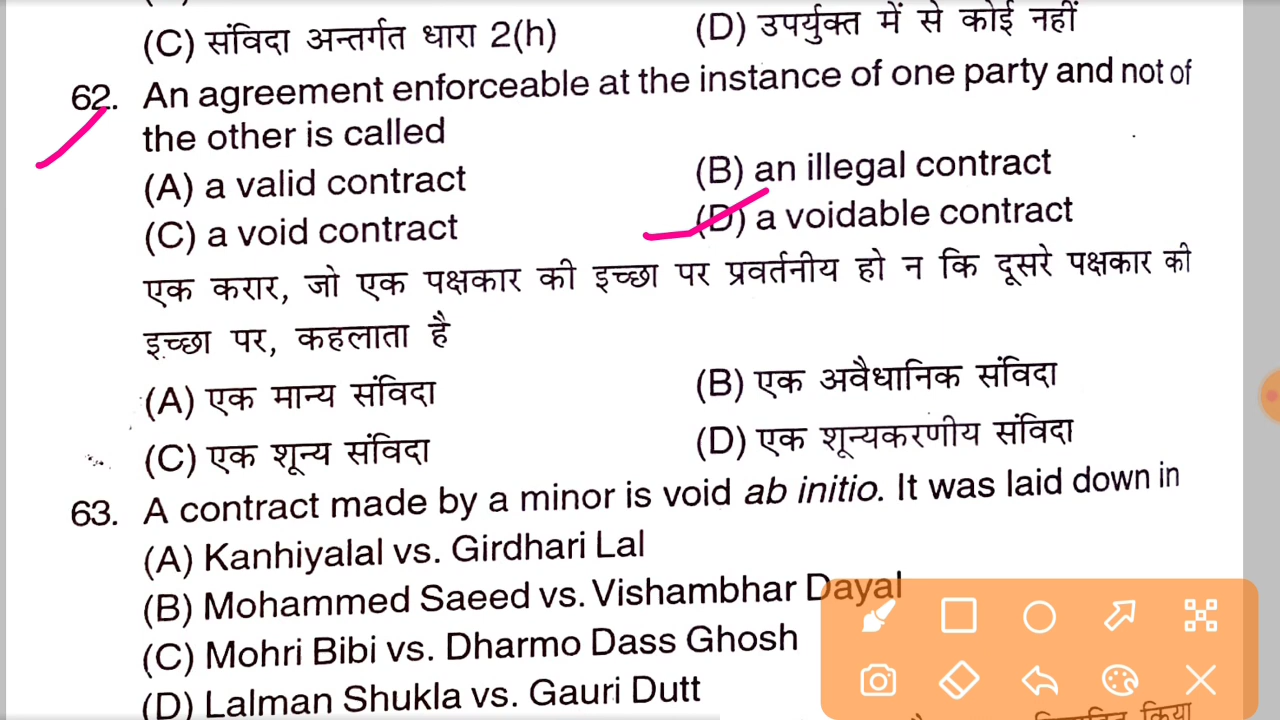 (C) संविदा अन्तर्गत धारा 2(h) (D) उपर्युक्त में से कोई नहीं
62. An agreement enforceable at the instance of one party and not of
the other is called
(A) a valid contract (B) an illegal contract
(C) a void contract (D) a voidable contract
एक करार, जो एक पक्षकार की इच्छा पर प्रवर्तनीय हो न कि दूसरे पक्षकार की
इच्छा पर, कहलाता है
(A) एक मान्य संविदा (B) एक अवैधानिक संविदा
(C) एक शून्य संविदा (D) एक शून्यकरणीय संविदा
63. A contract made by a minor is void ab initio. It was laid down in
(A) Kanhiyalal vs. Girdhari Lal
(B) Mohammed Saeed vs. Vishambhar Dayal
(C) Mohri Bibi vs. Dharmo Dass Ghosh
(D) Lalman Shukla vs. Gauri Dutt
किया